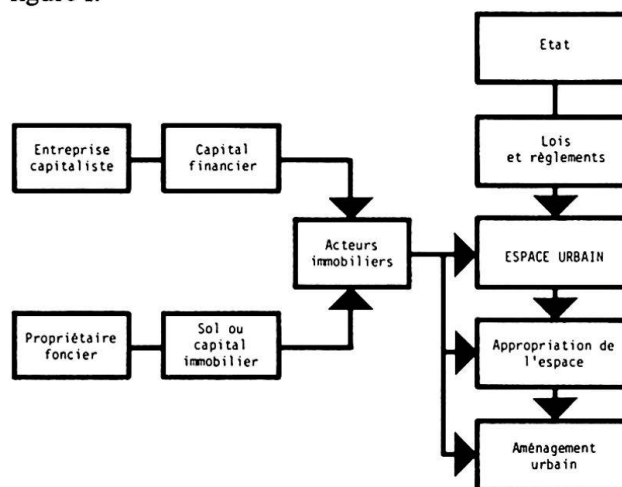 figure 1.
Etat
Lois
et règlements
Entreprise
capitaliste
Capital
financier
Acteurs
immobiliers
ESPACE URBAIN
Propriétaire
foncier
Sol ou
capital
immobilier
Appropriation de
l'espace
Aménagement
urbain